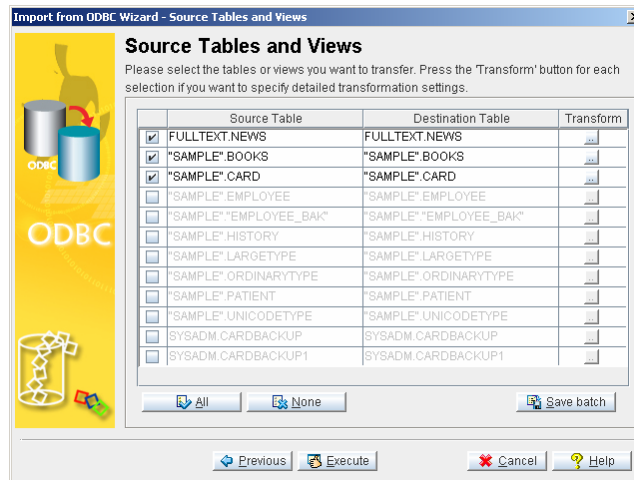 Import from ODBC Wizard - Source Tables and Views
Source Tables and Views
Please select the tables or views you want to transfer. Press the 'Transform' button for each
selection if you want to specify detailed transformation settings.
Source Table Destination Table Transform
FULLTEXT.NEWS FULLTEXT.NEWS ...
"SAMPLE".BOOKS "SAMPLE".BOOKS ...
"SAMPLE".CARD "SAMPLE".CARD ...
"SAMPLE".EMPLOYEE "SAMPLE".EMPLOYEE ...
"SAMPLE"."EMPLOYEE_BAK" "SAMPLE"."EMPLOYEE_BAK" ...
"SAMPLE".HISTORY "SAMPLE".HISTORY ...
"SAMPLE".LARGETYPE "SAMPLE".LARGETYPE ...
"SAMPLE".ORDINARYTYPE "SAMPLE".ORDINARYTYPE ...
"SAMPLE".PATIENT "SAMPLE".PATIENT ...
"SAMPLE".UNICODETYPE "SAMPLE".UNICODETYPE ...
SYSADM.CARDBACKUP SYSADM.CARDBACKUP ...
SYSADM.CARDBACKUP1 SYSADM.CARDBACKUP1 ...
ODBC
ODBC
All None Save batch
Previous Execute Cancel Help